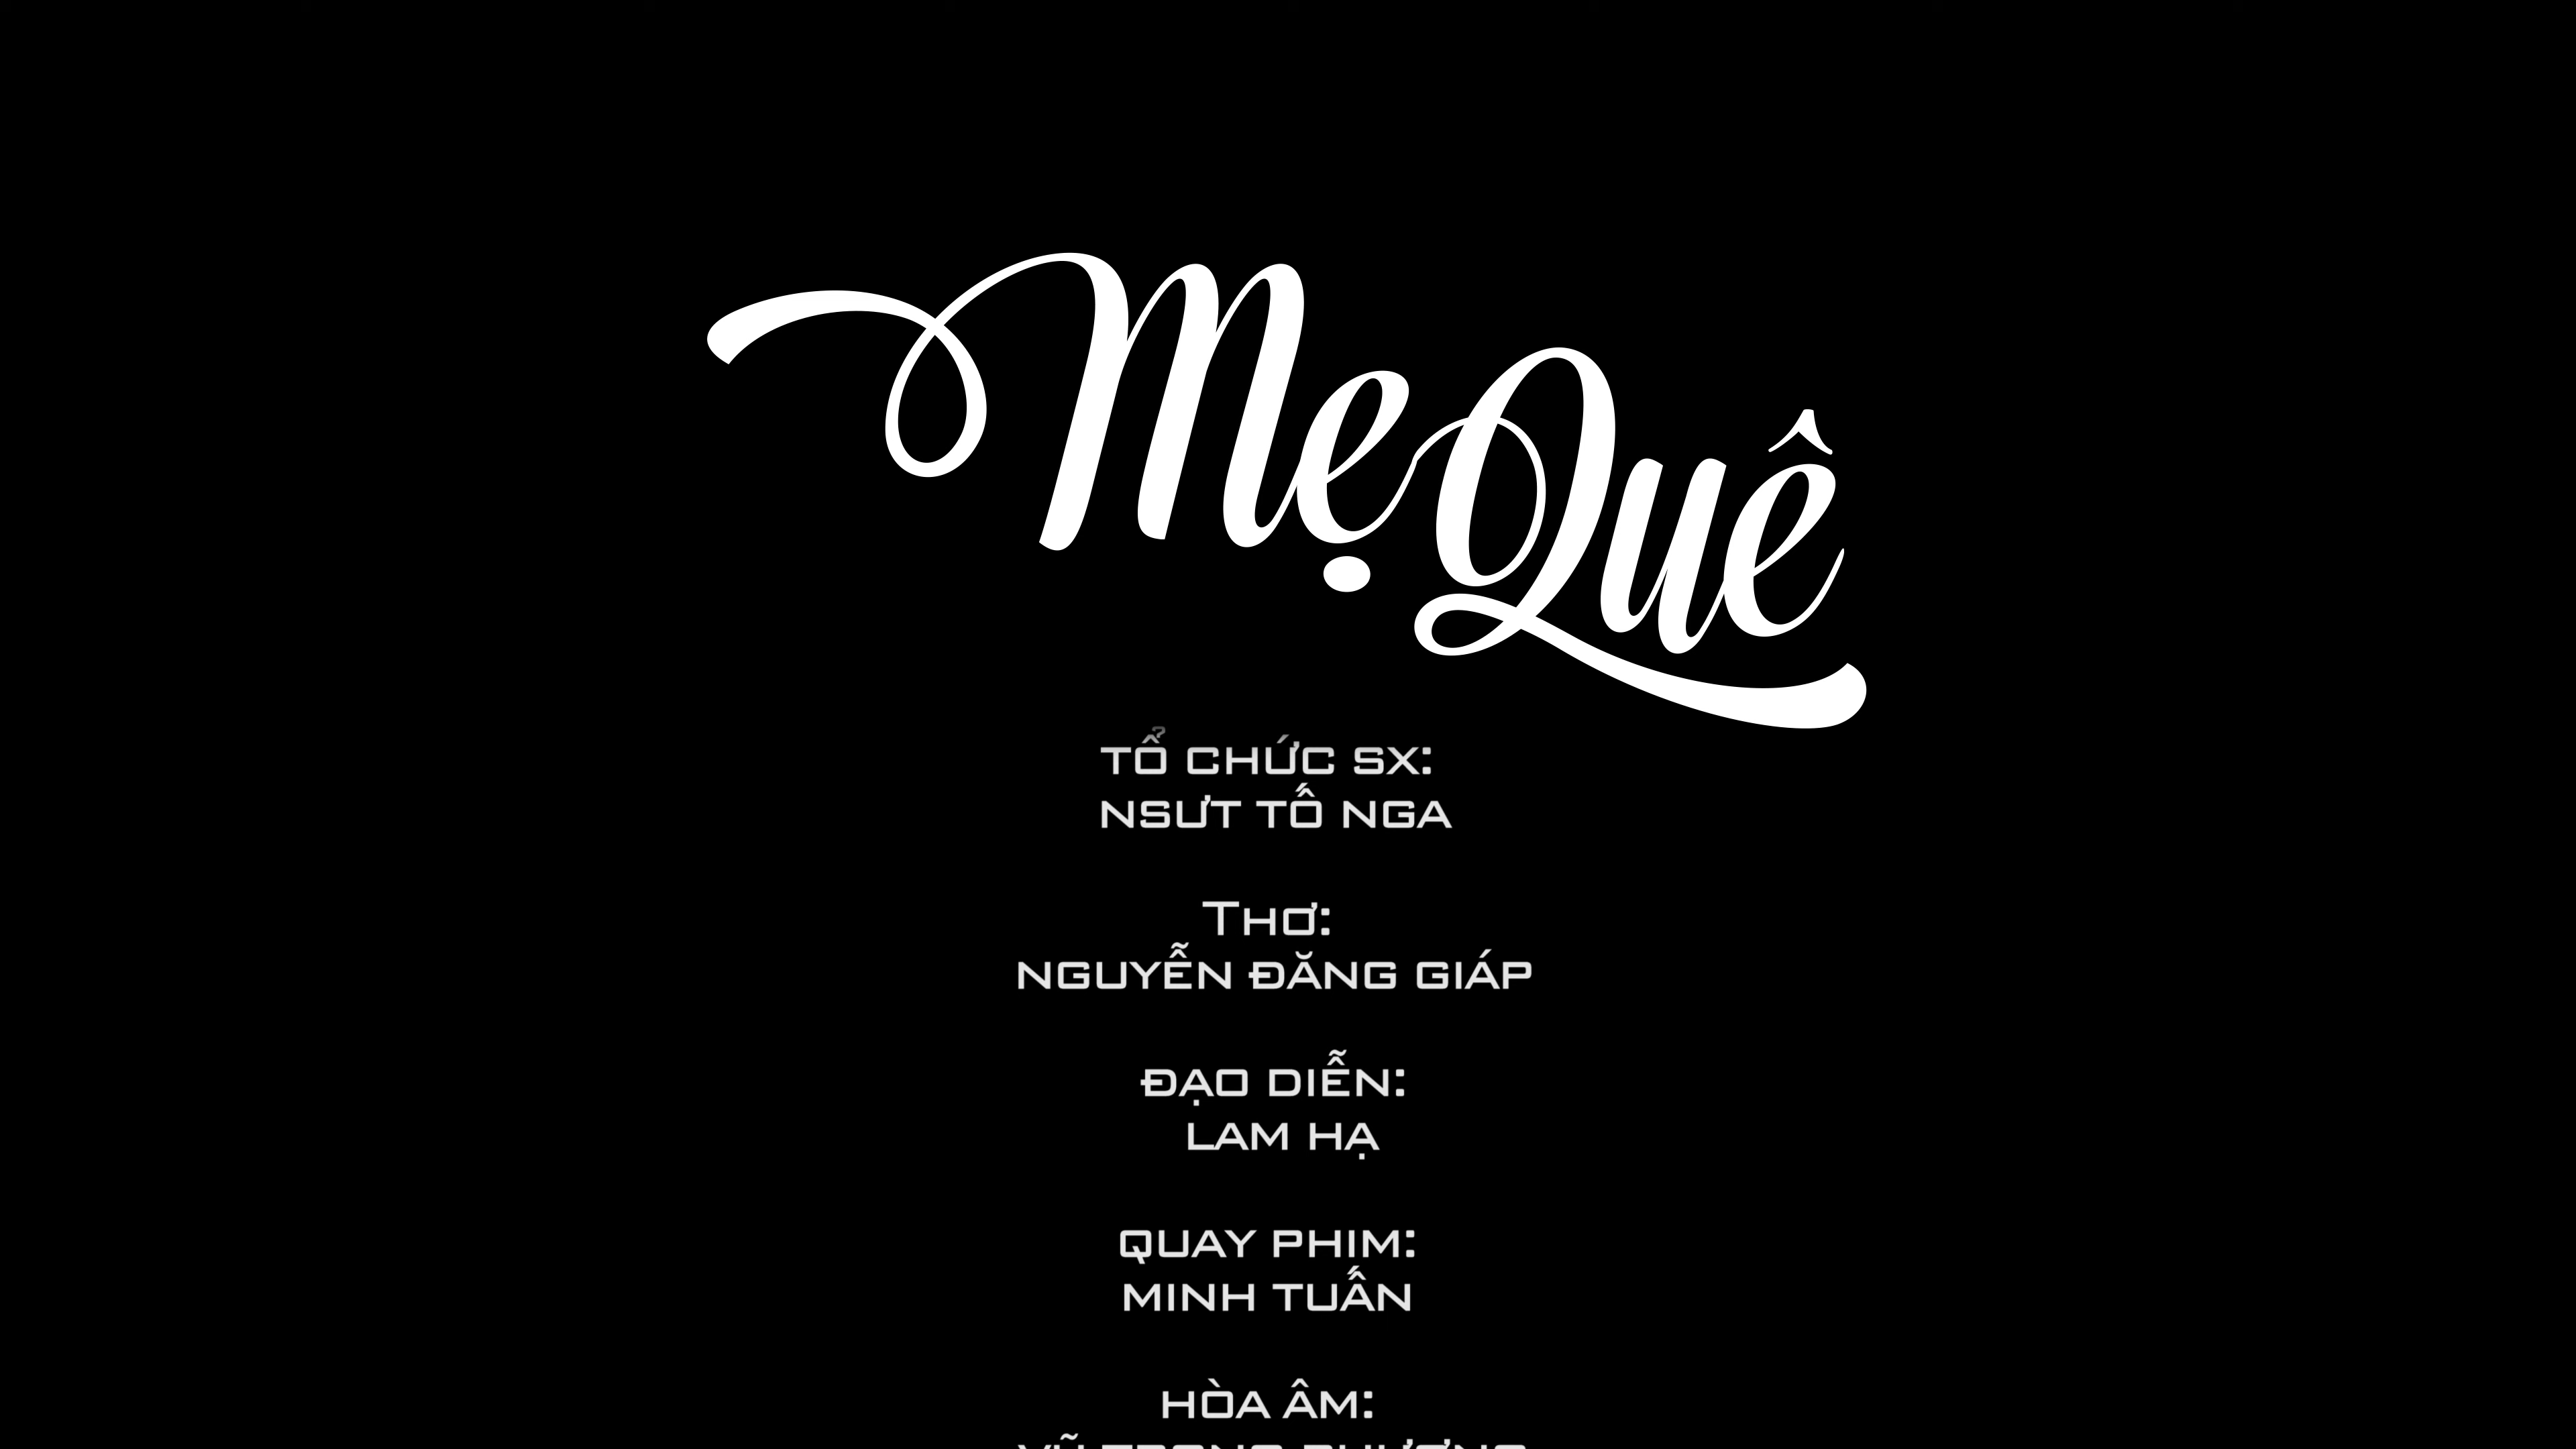 Mẹ Quê
TỔ CHỨC SX:
NSƯT TỐ NGA
Thơ:
NGUYỄN ĐĂNG GIÁP
ĐẠO DIỄN:
LAM HẠ
QUAY PHIM:
MINH TUẤN
HÒA ÂM: